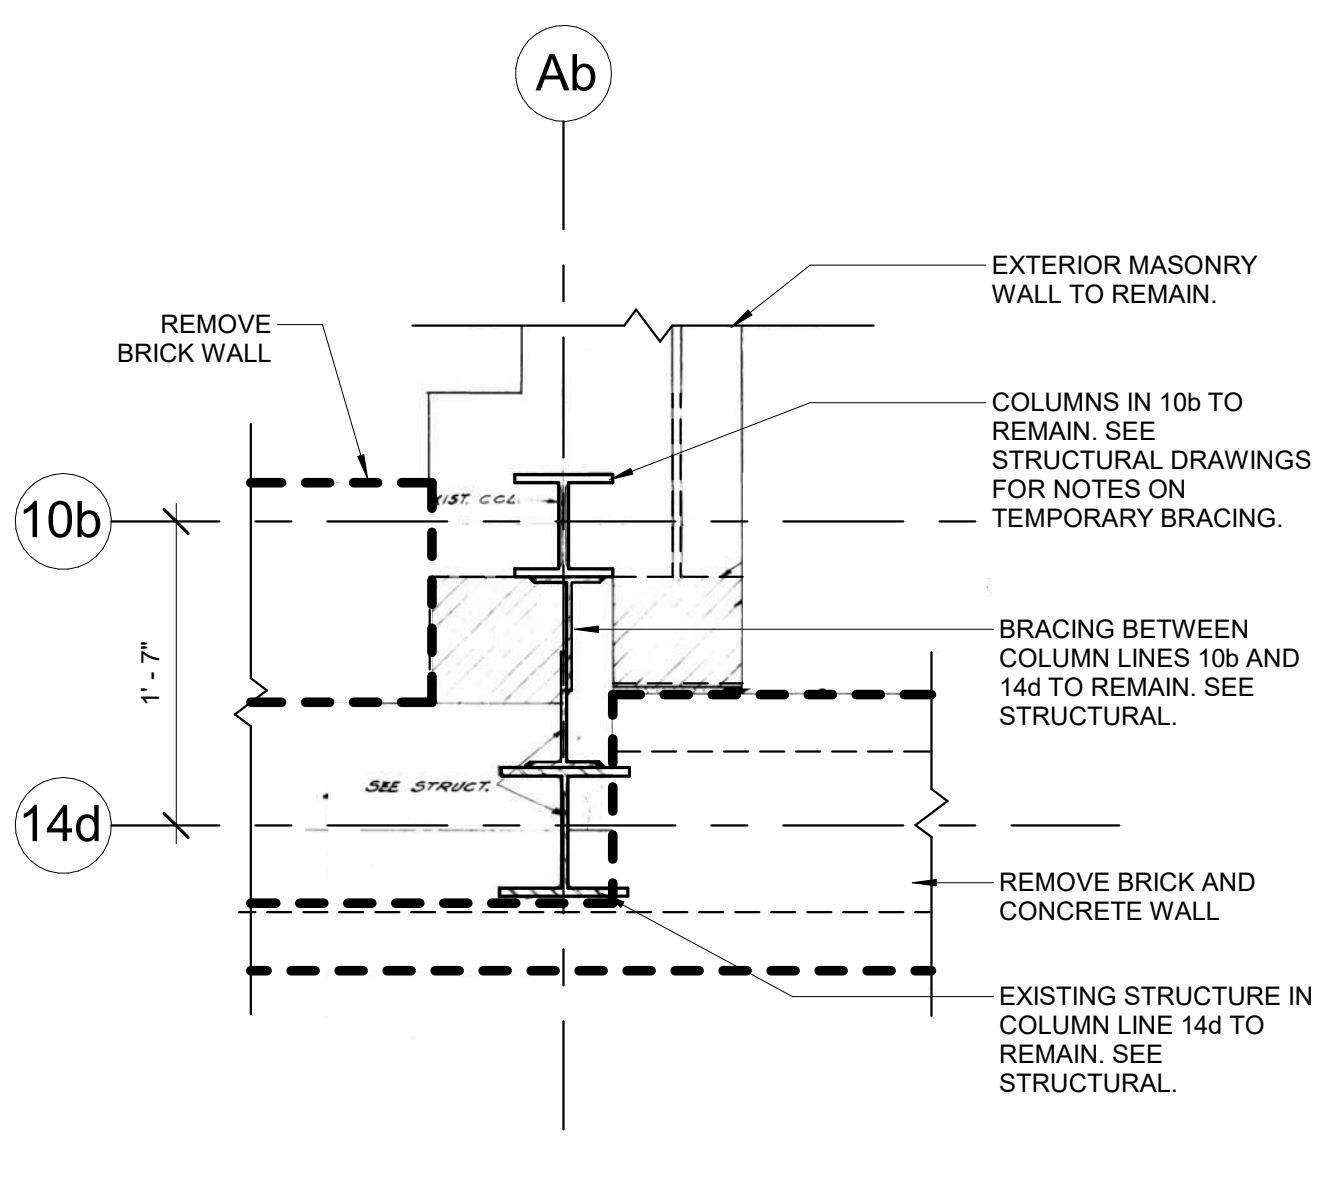 Ab
EXTERIOR MASONRY
WALL TO REMAIN.
REMOVE
BRICK WALL
COLUMNS IN 10b TO
REMAIN. SEE
STRUCTURAL DRAWINGS
FOR NOTES ON
TEMPORARY BRACING.
10b
BRACING BETWEEN
COLUMN LINES 10b AND
14d TO REMAIN. SEE
STRUCTURAL.
1' - 7"
SEE STRUCT.
14d
REMOVE BRICK AND
CONCRETE WALL
EXISTING STRUCTURE IN
COLUMN LINE 14d TO
REMAIN. SEE
STRUCTURAL.